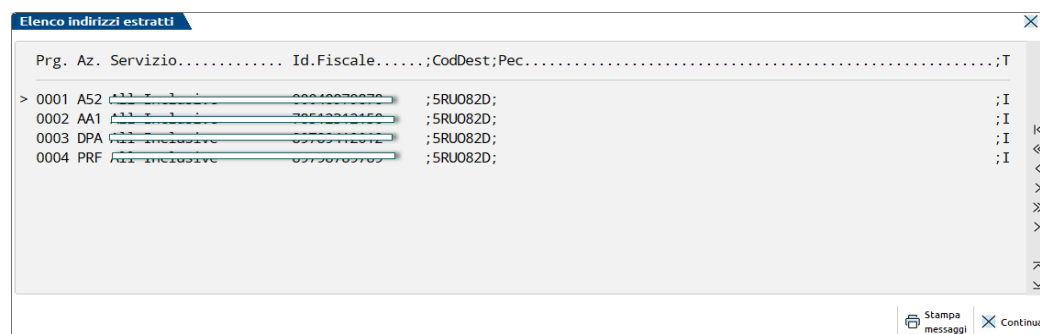 Elenco indirizzi estratti
Prg. Az. Servizio............. Id.Fiscale......;CodDest;Pec.......................................................;T
> 0001 A52 ;5RU082D; ;I
0002 AA1 ;5RU082D; ;I
0003 DPA ;5RU082D; ;I
0004 PRF ;5RU082D; ;I
Stampa messaggi
Continua